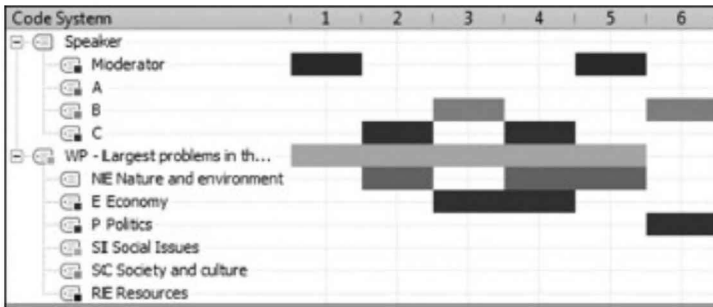 Code System 1 2 3 4 5 6
Speaker
Moderator
A
B
C
WP - Largest problems in th...
NE Nature and environment
E Economy
P Politics
SI Social Issues
SC Society and culture
RE Resources